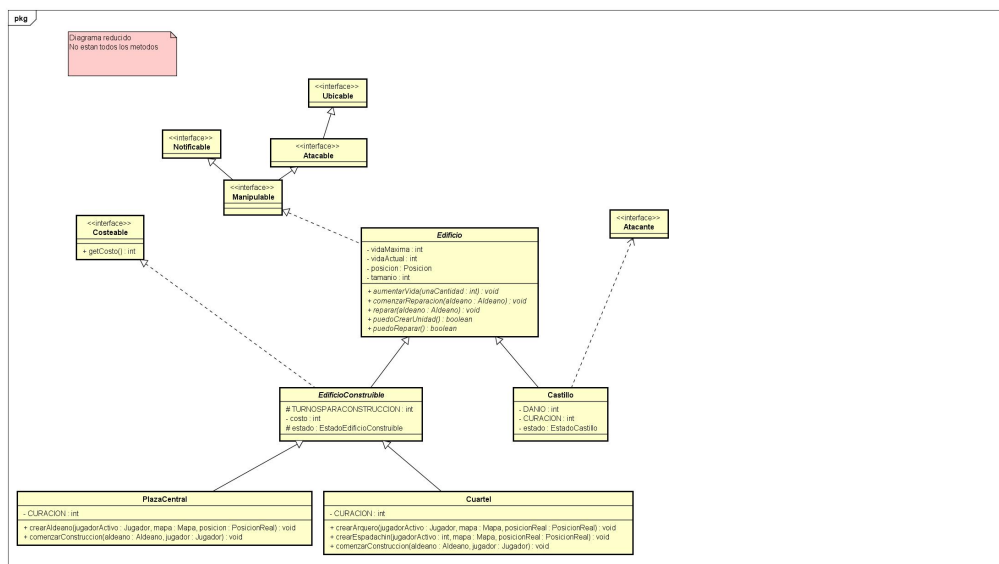 pkg
Diagrama reducido
No estan todos los metodos
<<interface>>
Ubicable
<<interface>>
Notificable
<<interface>>
Atacable
<<interface>>
Manipulable
<<interface>>
Costeable
+ getCosto() : int
<<interface>>
Atacante
Edificio
- vidaMaxima : int
- vidaActual : int
- posicion : Posicion
- tamanio : int
+ aumentarVida(unaCantidad : int) : void
+ comenzarReparacion(aldeano : Aldeano) : void
+ reparar(aldeano : Aldeano) : void
+ puedoCrearUnidad() : boolean
+ puedoReparar() : boolean
EdificioConstruible
# TURNOSPARACONSTRUCCION : int
- costo : int
# estado : EstadoEdificioConstruible
Castillo
- DANIO : int
- CURACION : int
- estado : EstadoCastillo
PlazaCentral
- CURACION : int
+ crearAldeano(jugadorActivo : Jugador, mapa : Mapa, posicion : PosicionReal) : void
+ comenzarConstruccion(aldeano : Aldeano, jugador : Jugador) : void
Cuartel
- CURACION : int
+ crearArquero(jugadorActivo : Jugador, mapa : Mapa, posicionReal : PosicionReal) : void
+ crearEspadachin(jugadorActivo : int, mapa : Mapa, posicionReal : PosicionReal) : void
+ comenzarConstruccion(aldeano : Aldeano, jugador : Jugador) : void